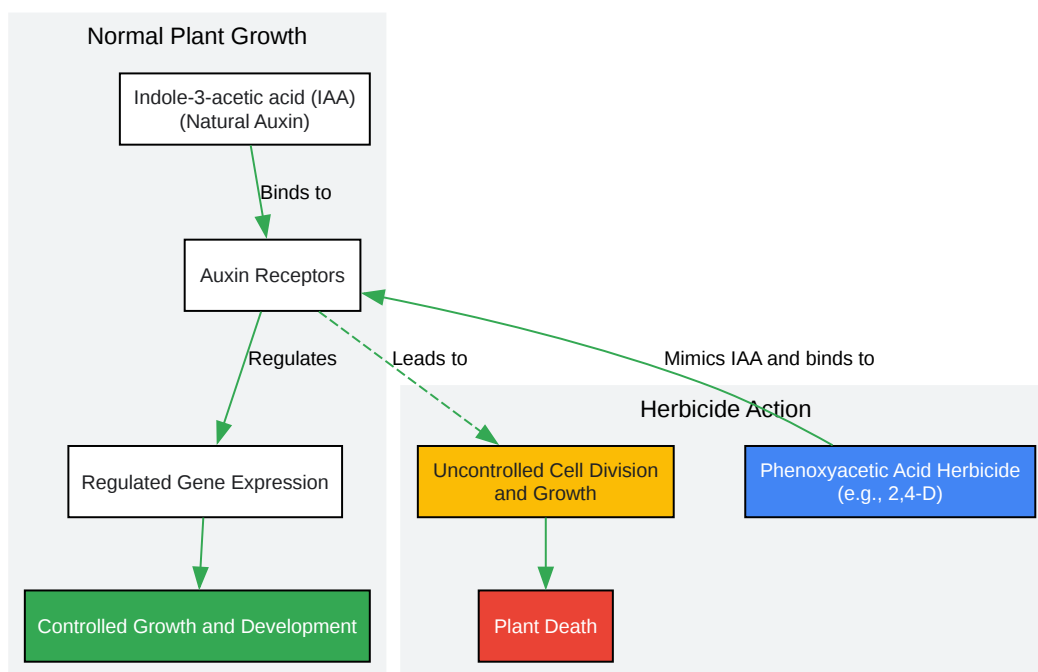 Normal Plant Growth
Indole-3-acetic acid (IAA)
(Natural Auxin)
Binds to
Auxin Receptors
Regulates
Leads to
Mimics IAA and binds to
Herbicide Action
Regulated Gene Expression
Uncontrolled Cell Division
and Growth
Phenoxyacetic Acid Herbicide
(e.g., 2,4-D)
Controlled Growth and Development
Plant Death